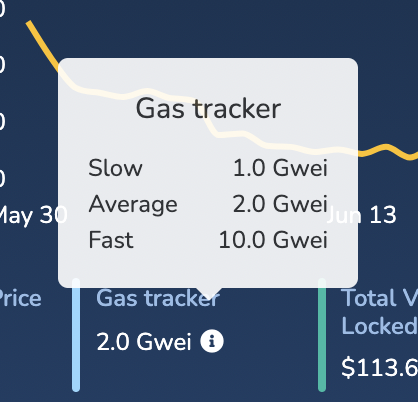 0
0
0
0
Gas tracker
Slow 1.0 Gwei
Average 2.0 Gwei
Fast 10.0 Gwei
May 30 Jun 13
Price Gas tracker Total V
Locked
2.0 Gwei
$113.6